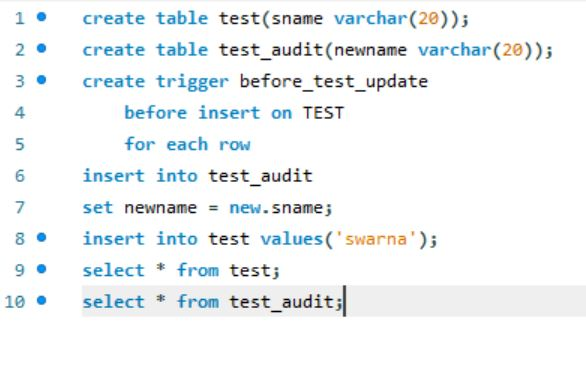 1 create table test(sname varchar(20));
2 create table test_audit(newname varchar(20));
3 create trigger before_test_update
4 before insert on TEST
5 for each row
6 insert into test_audit
7 set newname = new.sname;
8 insert into test values('swarna');
9 select * from test;
10 select * from test_audit;